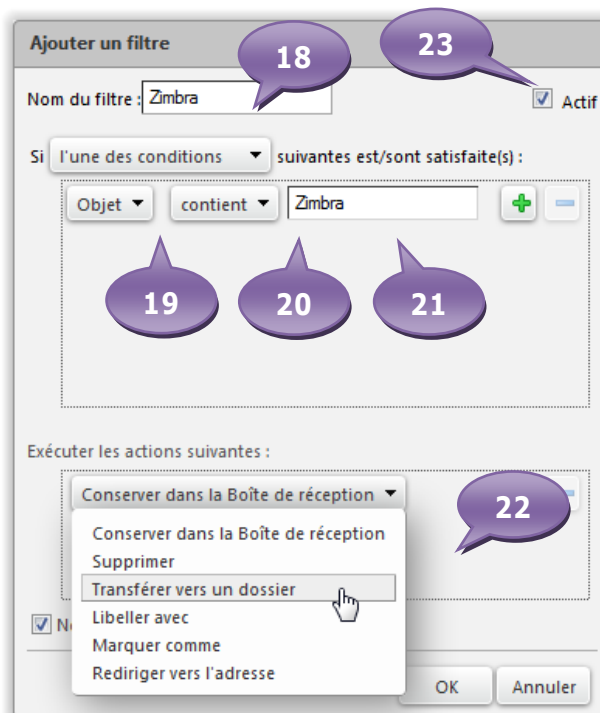 Ajouter un filtre
18
23
Nom du filtre : Zimbra
Actif
Si l'une des conditions suivantes est/sont satisfaite(s) :
Objet contient Zimbra
19
20
21
Exécuter les actions suivantes :
Conserver dans la Boîte de réception
22
Conserver dans la Boîte de réception
Supprimer
Transférer vers un dossier
Libeller avec
Marquer comme
Rediriger vers l'adresse
OK Annuler